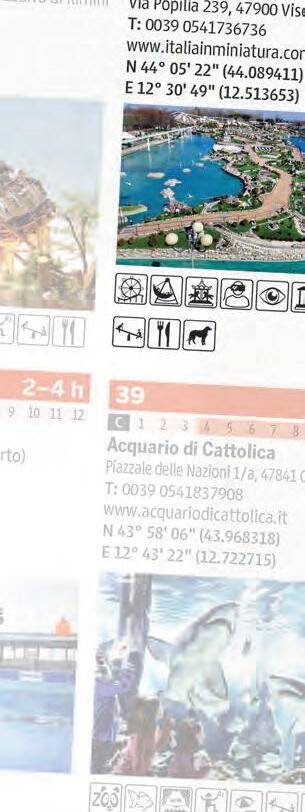 Via Popilia 239, 47900
T: 0039 0541736736
www.italiainminiatura.com
N 44° 05' 22" (44.089411)
E 12° 30' 49" (12.513653)
2–4 h
9 10 11 12
39
C 1 2 3 4 5 6 7 8
Acquario di Cattolica
Piazzale delle Nazioni 1/a, 47841
T: 0039 0541837908
www.acquariodicattolica.it
N 43° 58' 06" (43.968318)
E 12° 43' 22" (12.722715)
ZOO